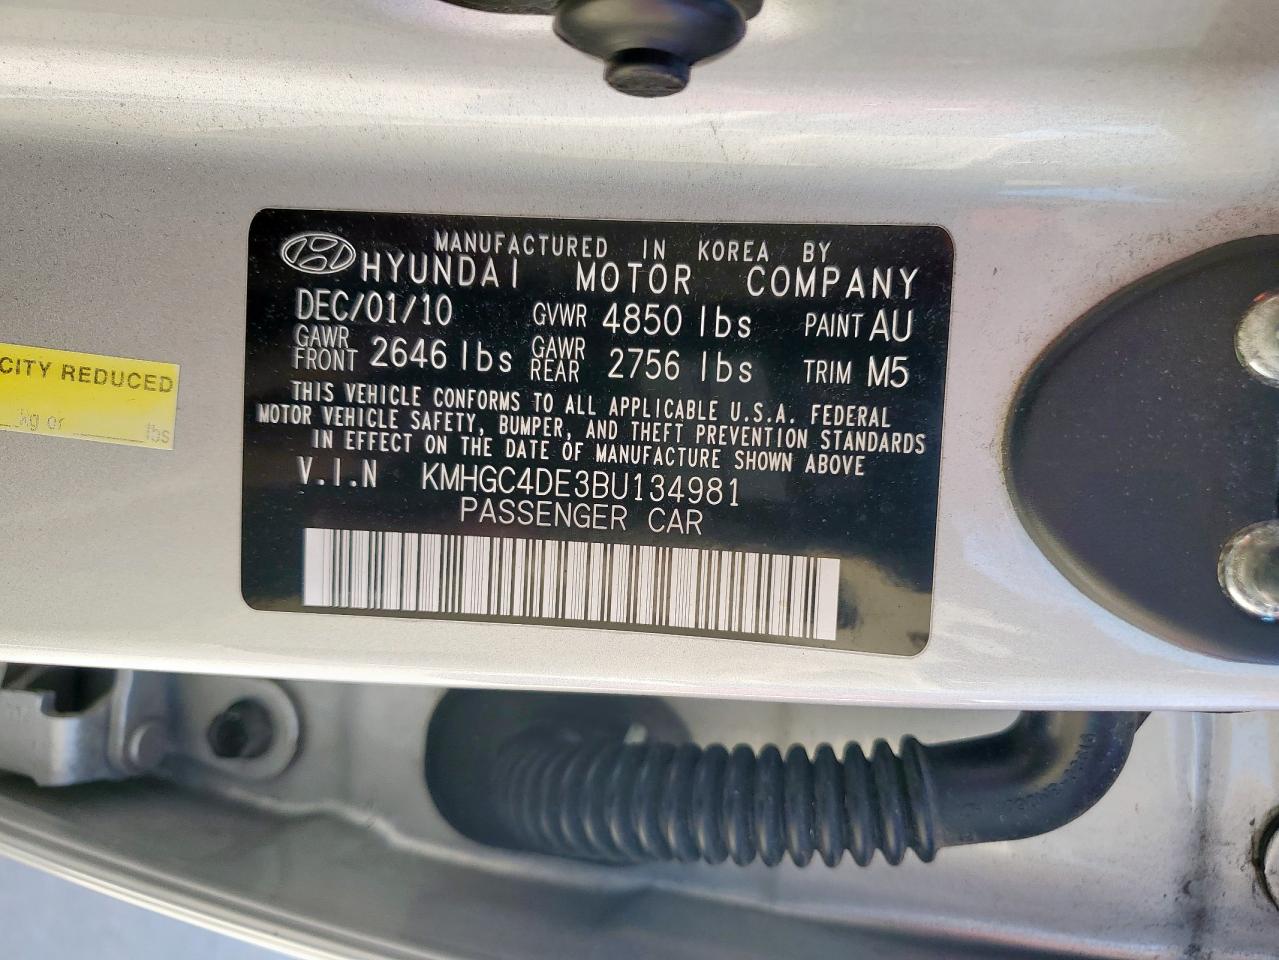 MANUFACTURED IN KOREA BY
HYUNDAI MOTOR COMPANY
DEC/01/10 GVWR 4850 lbs PAINT AU
GAWR FRONT 2646 lbs GAWR REAR 2756 lbs TRIM M5
THIS VEHICLE CONFORMS TO ALL APPLICABLE U.S.A. FEDERAL
MOTOR VEHICLE SAFETY, BUMPER, AND THEFT PREVENTION STANDARDS
IN EFFECT ON THE DATE OF MANUFACTURE SHOWN ABOVE
V.I.N KMHGC4DE3BU134981
PASSENGER CAR
CITY REDUCED
kg or lbs